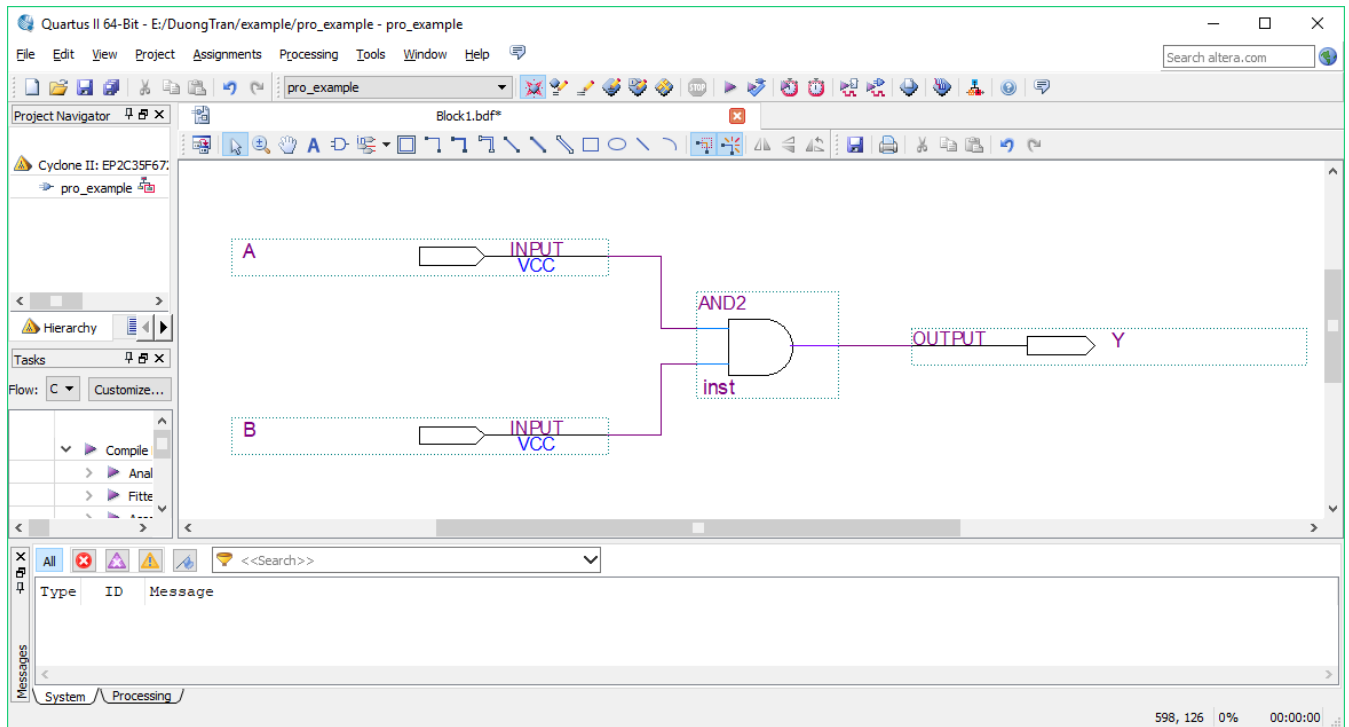 Quartus II 64-Bit - E:/DuongTran/example/pro_example - pro_example
File Edit View Project Assignments Processing Tools Window Help
Search altera.com
pro_example
Project Navigator
Block1.bdf*
Cyclone II: EP2C35F672
pro_example
A
INPUT
VCC
AND2
OUTPUT
Y
inst
B
INPUT
VCC
Hierarchy
Tasks
Flow: C Customize...
Compile
Anal
Fitte
All <<Search>>
Type ID Message
Messages
System Processing
598, 126 0% 00:00:00